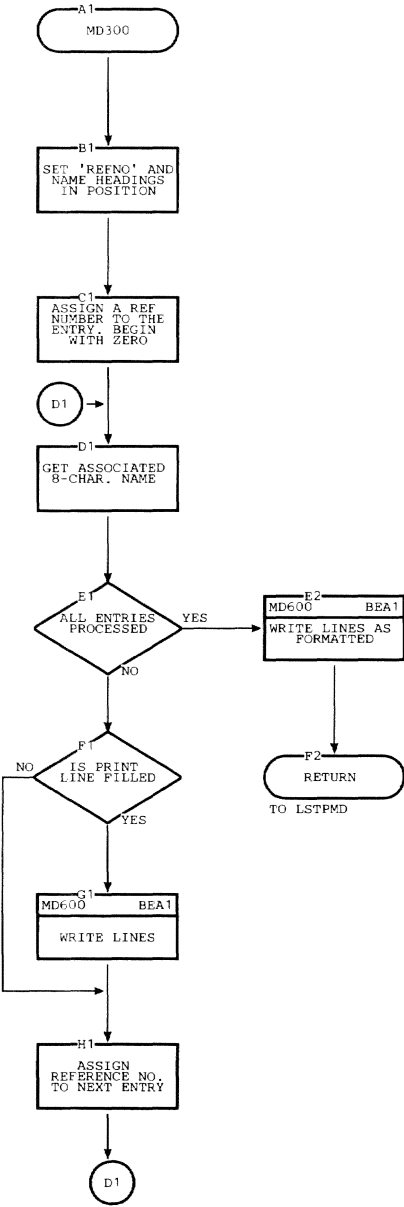 A1
MD300
B1
SET 'REFNO' AND
NAME HEADINGS
IN POSITION
C1
ASSIGN A REF
NUMBER TO THE
ENTRY. BEGIN
WITH ZERO
D1
D1
GET ASSOCIATED
8-CHAR. NAME
E1
ALL ENTRIES
PROCESSED
YES
NO
E2
MD600 BEA1
WRITE LINES AS
FORMATTED
F1
IS PRINT
LINE FILLED
NO
YES
F2
RETURN
TO LSTPMD
G1
MD600 BEA1
WRITE LINES
H1
ASSIGN
REFERENCE NO.
TO NEXT ENTRY
D1